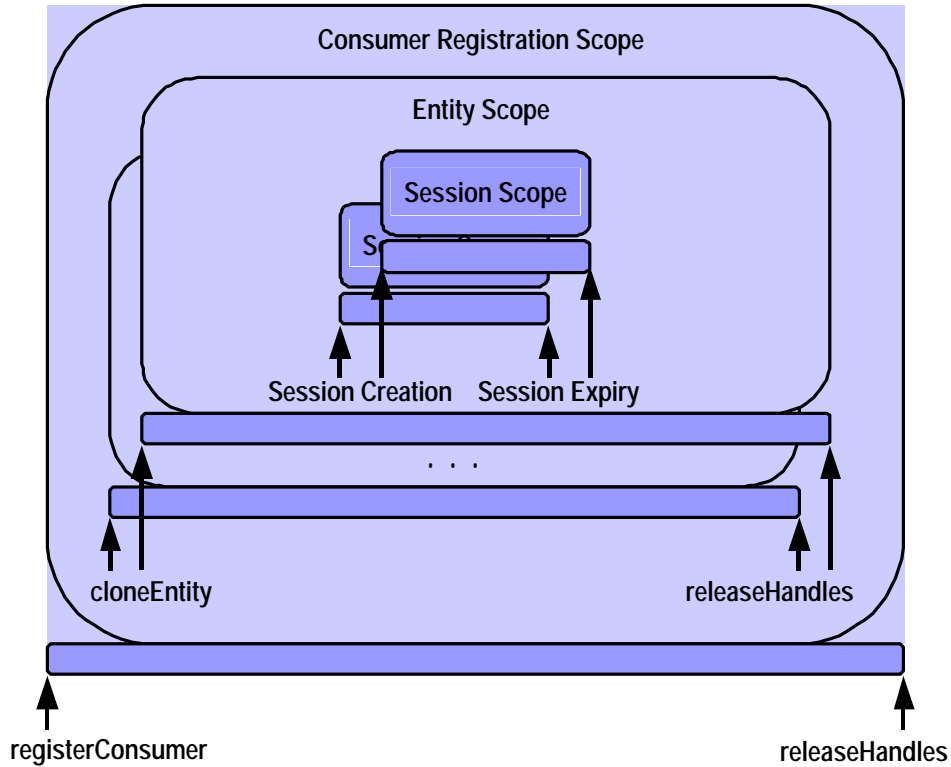 Consumer Registration Scope
Entity Scope
Session Scope
Session Creation
Session Expiry
. . .
cloneEntity
releaseHandles
registerConsumer
releaseHandles